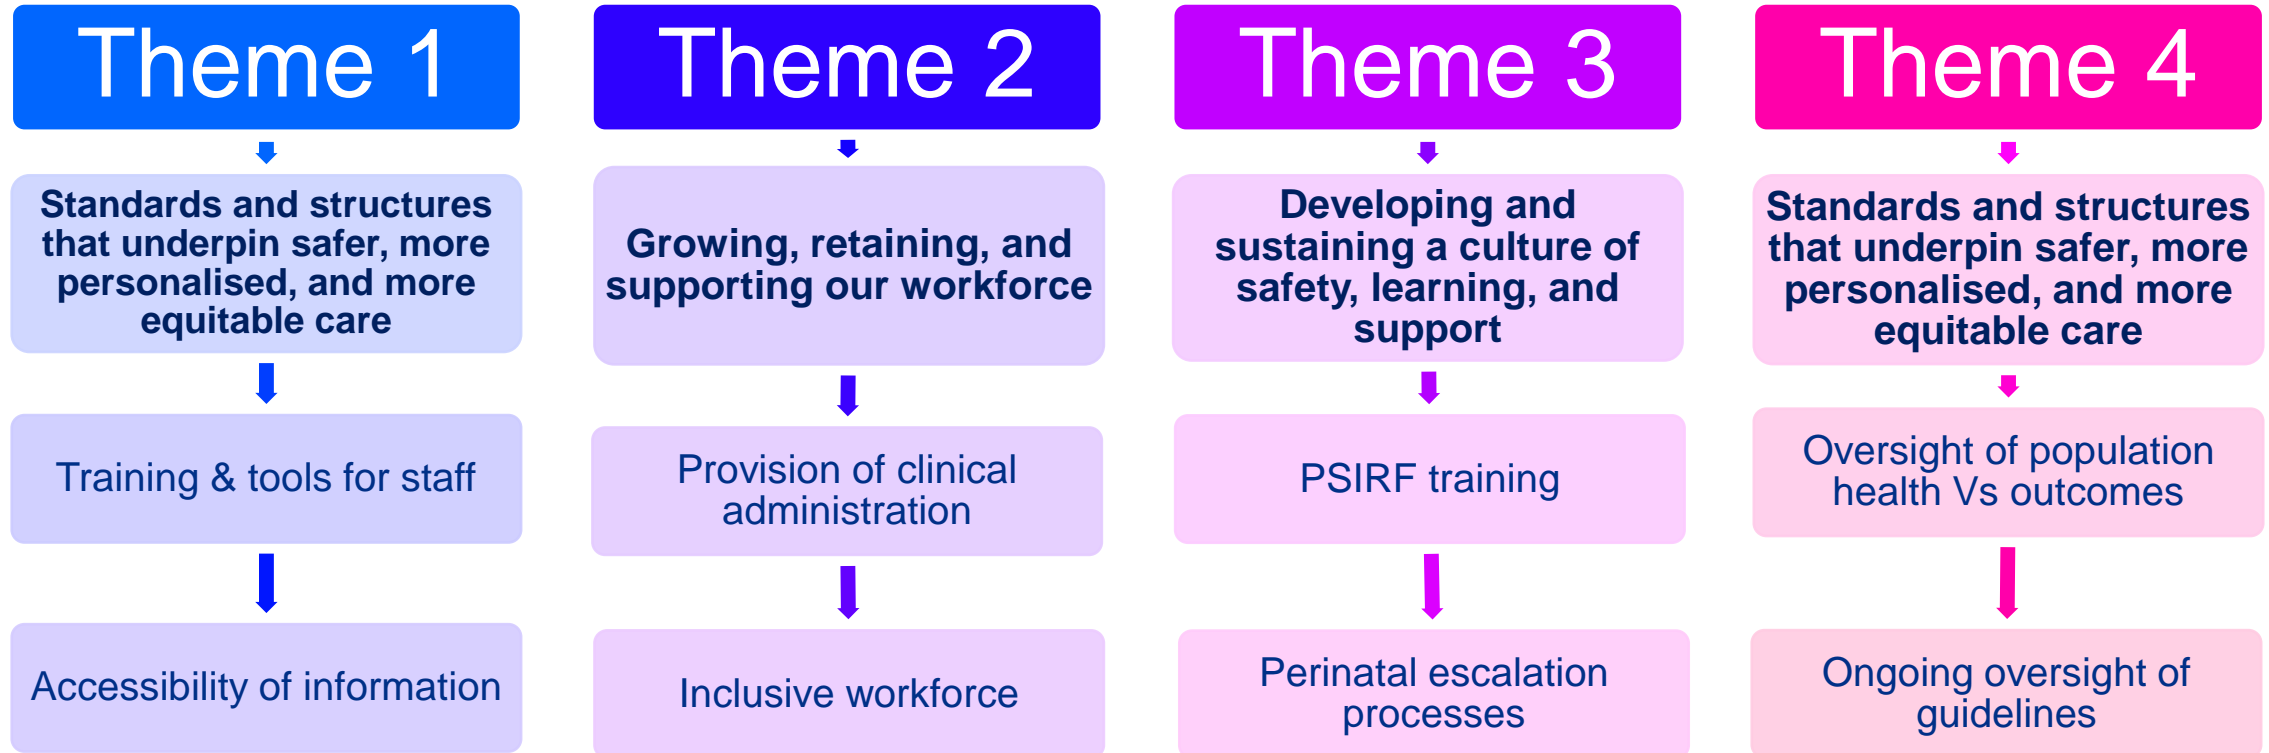 Theme 1
Standards and structures
that underpin safer, more
personalised, and more
equitable care
Training & tools for staff
Accessibility of information
Theme 2
Growing, retaining, and
supporting our workforce
Provision of clinical
administration
Inclusive workforce
Theme 3
Developing and
sustaining a culture of
safety, learning, and
support
PSIRF training
Perinatal escalation
processes
Theme 4
Standards and structures
that underpin safer, more
personalised, and more
equitable care
Oversight of population
health Vs outcomes
Ongoing oversight of
guidelines